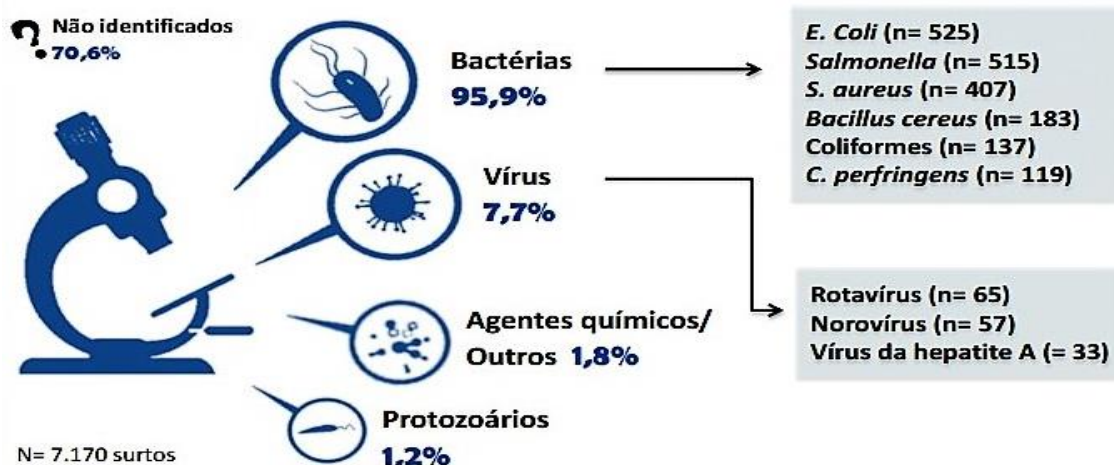 Não identificados
70,6%
Bactérias
95,9%
E. Coli (n= 525)
Salmonella (n= 515)
S. aureus (n= 407)
Bacillus cereus (n= 183)
Coliformes (n= 137)
C. perfringens (n= 119)
Vírus
7,7%
Rotavírus (n= 65)
Norovírus (n= 57)
Vírus da hepatite A (= 33)
Agentes químicos/
Outros 1,8%
Protozoários
1,2%
N= 7.170 surtos